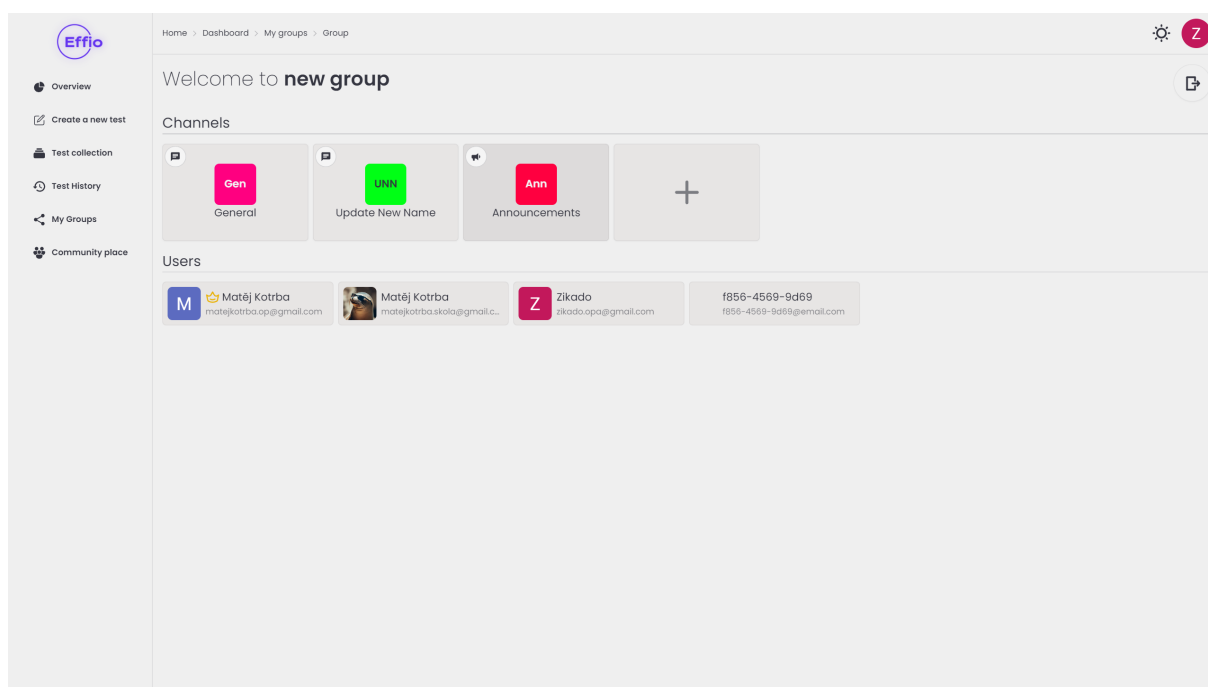 Effio
Home > Dashboard > My groups > Group
Z
Overview
Create a new test
Test collection
Test History
My Groups
Community place
Welcome to new group
Channels
Gen
General
UNN
Update New Name
Ann
Announcements
Users
M
Matěj Kotrba
matejkotrba.op@gmail.com
Matěj Kotrba
matejkotrba.skola@gmail.c...
Z
Zikado
zikado.opa@gmail.com
f856-4569-9d69
f856-4569-9d69@email.com